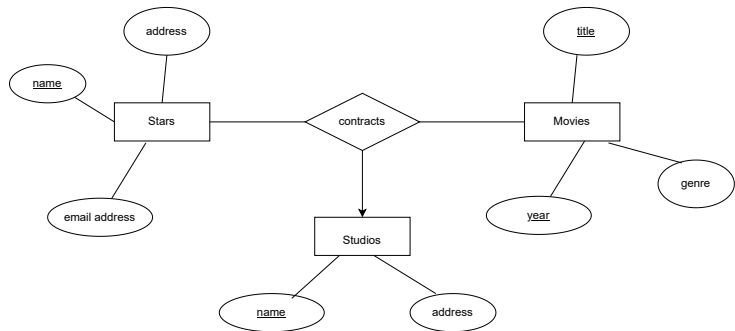 address
title
name
Stars
contracts
Movies
genre
email address
year
Studios
name
address